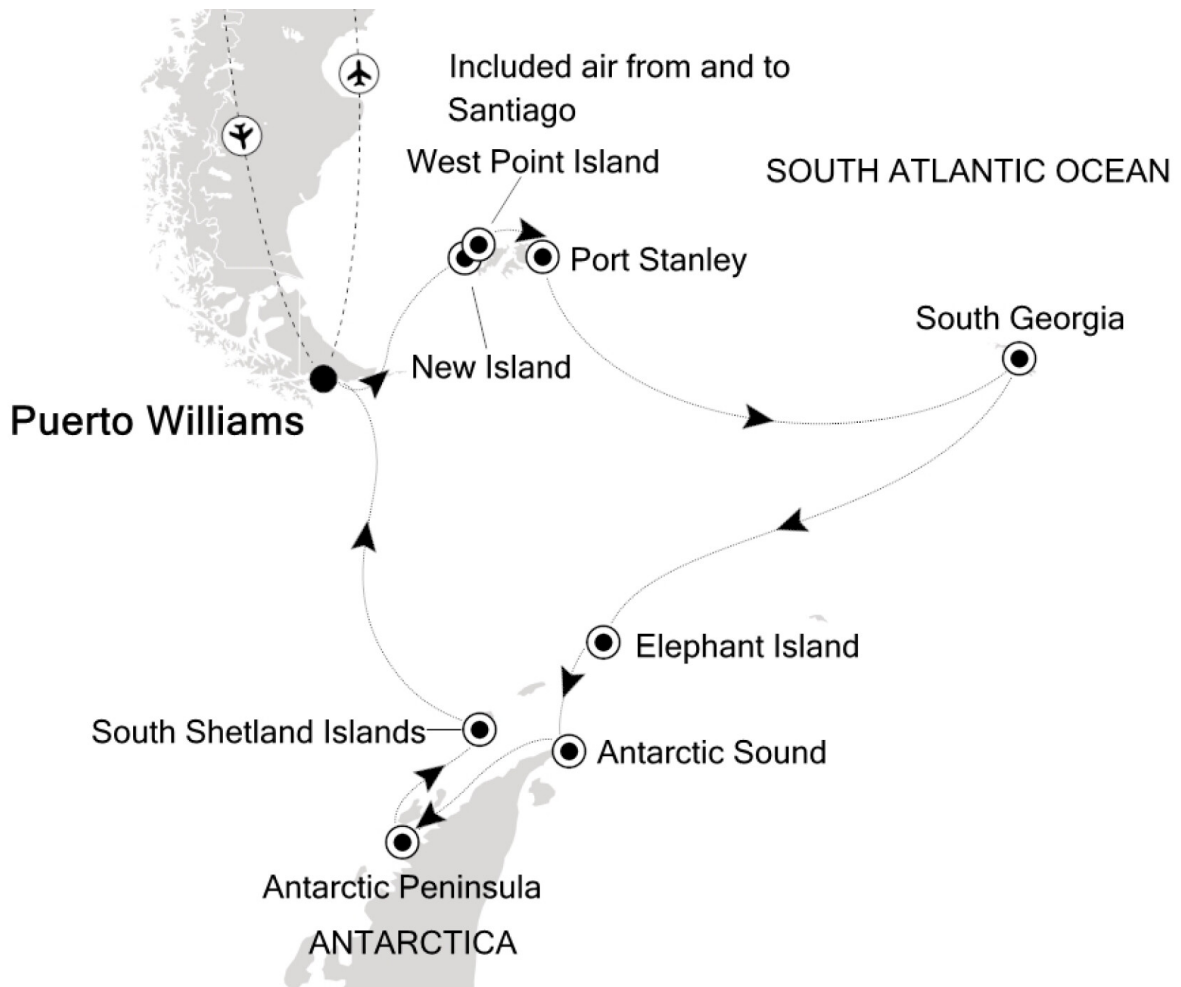 Included air from and to
Santiago
West Point Island
SOUTH ATLANTIC OCEAN
Port Stanley
South Georgia
New Island
Puerto Williams
Elephant Island
South Shetland Islands
Antarctic Sound
Antarctic Peninsula
ANTARCTICA